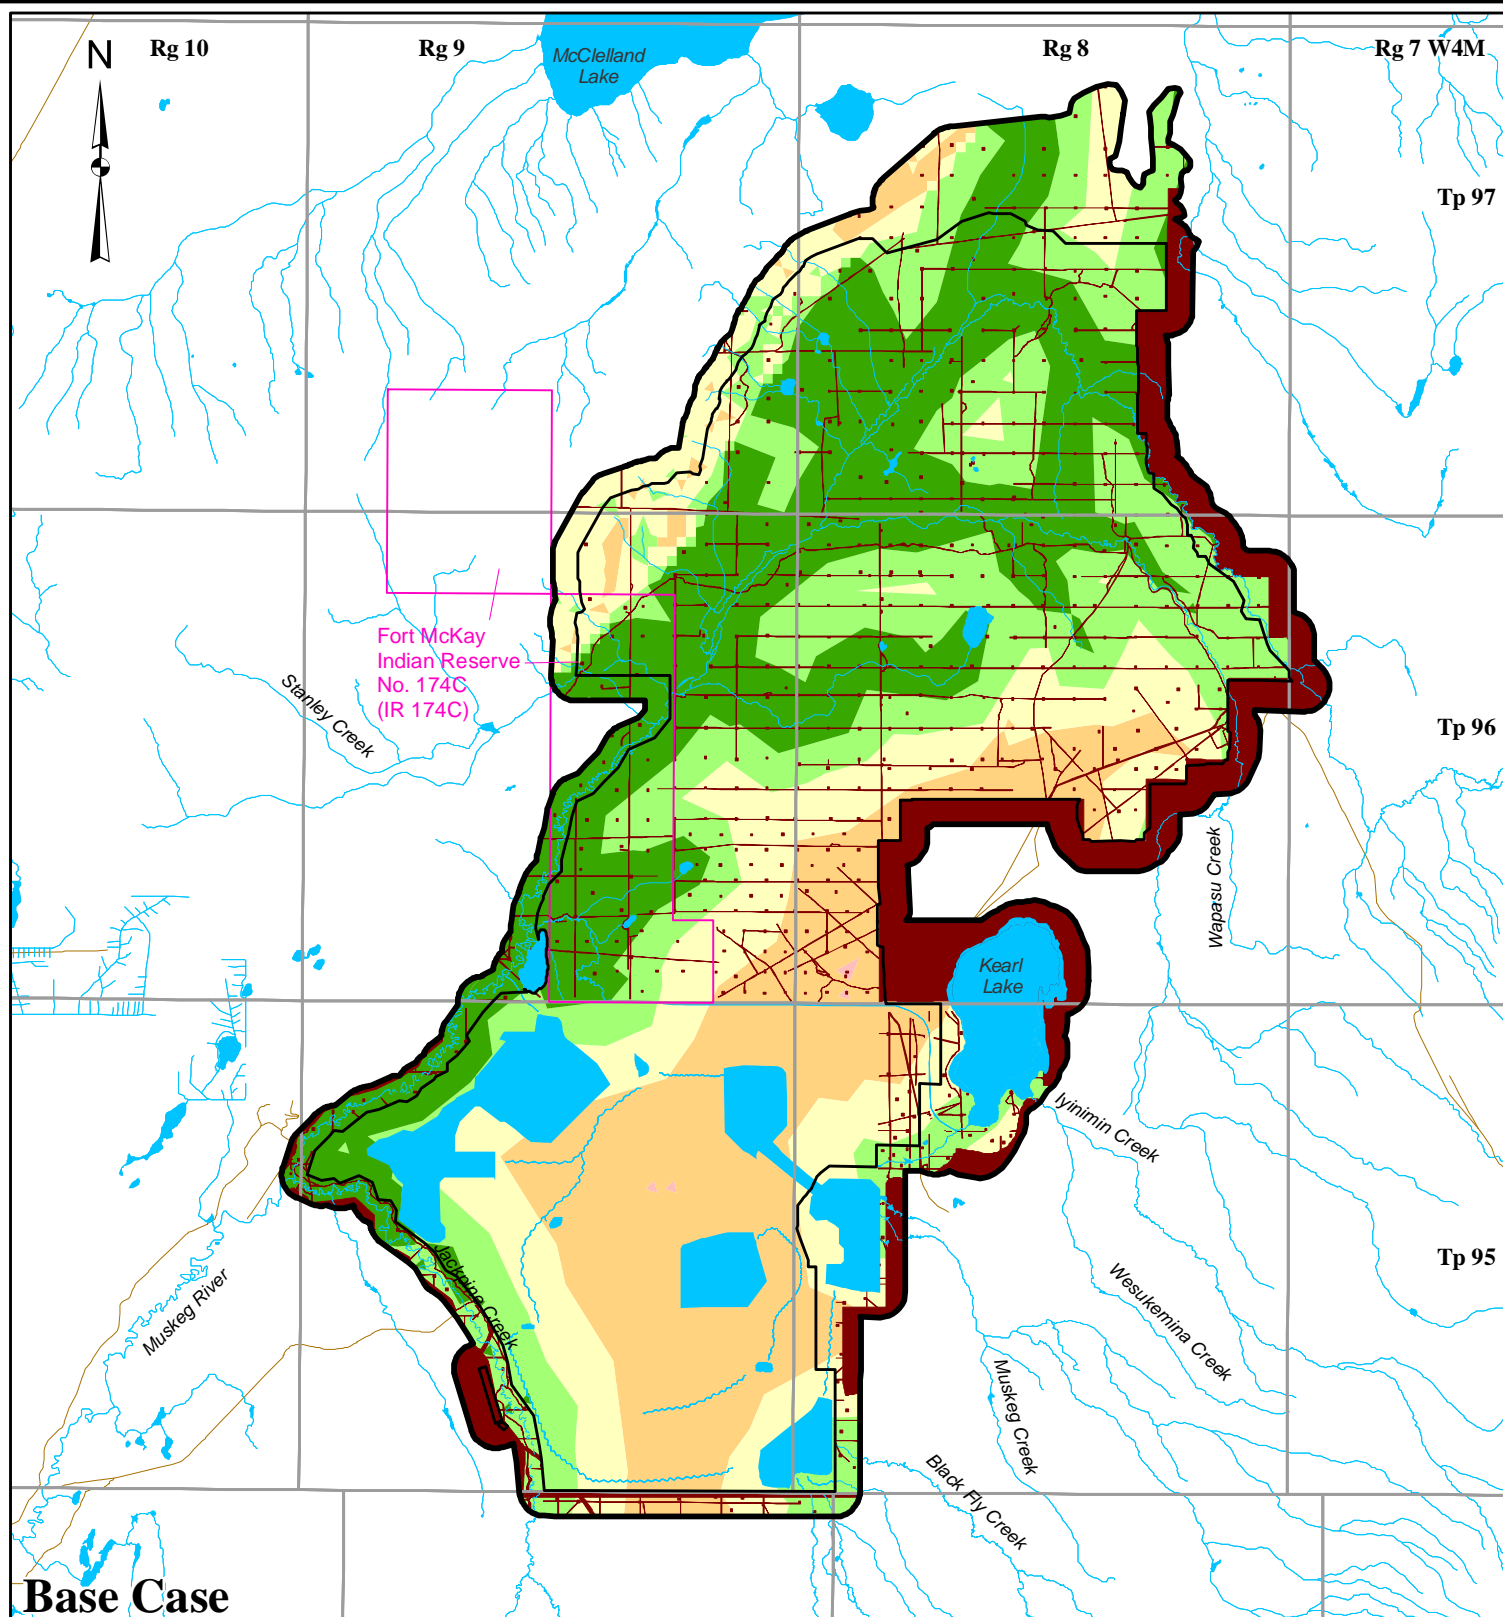 Rg 10
Rg 9
Rg 8
Rg 7 W4M
N
McClelland
Lake
Tp 97
Fort McKay
Indian Reserve
No. 174C
(IR 174C)
Stanley Creek
Tp 96
Wapasu Creek
Kearl
Lake
Iyinimin Creek
Tp 95
Muskeg River
Jackpine Creek
Wesukemina Creek
Muskeg Creek
Black Fly Creek
Base Case